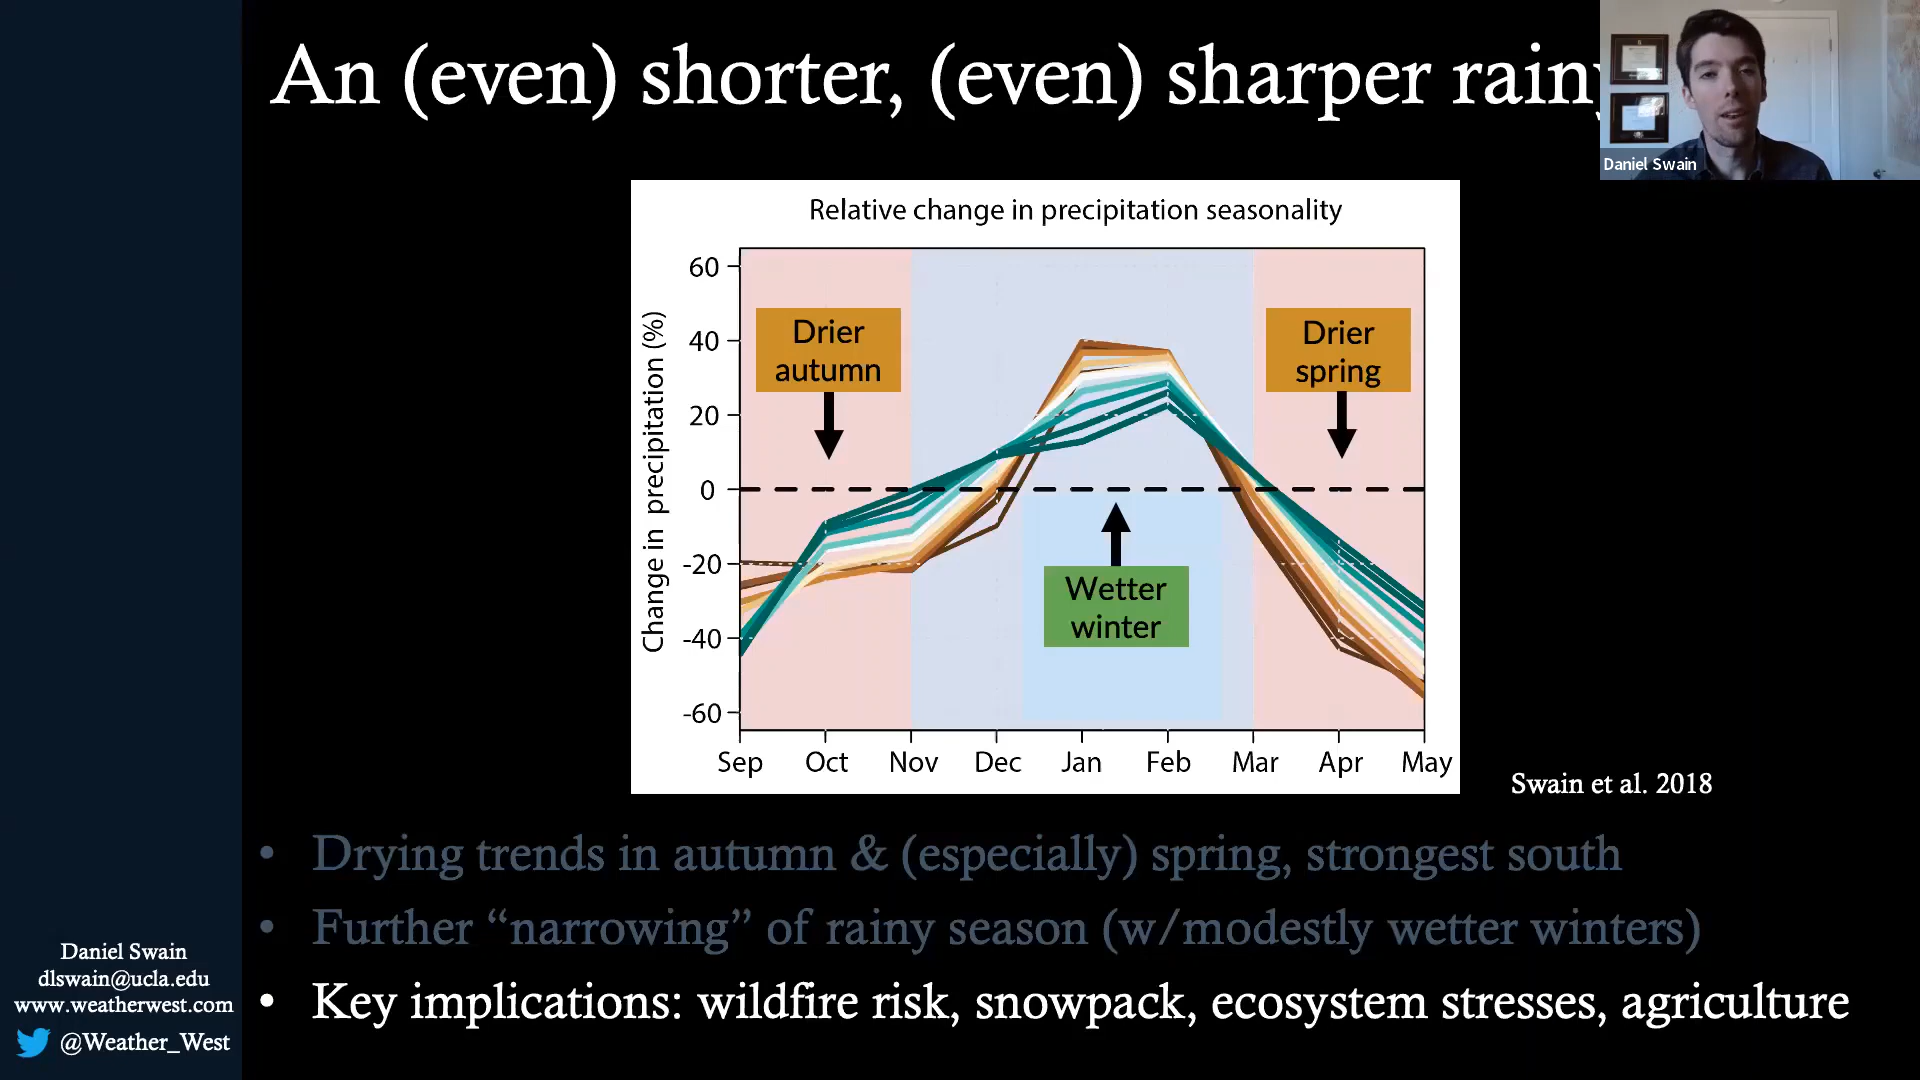 An (even) shorter, (even) sharper rainy
Daniel Swain
Relative change in precipitation seasonality
Change in precipitation (%)
60
40
20
0
-20
-40
-60
Drier
autumn
Drier
spring
Wetter
winter
Sep Oct Nov Dec Jan Feb Mar Apr May
Swain et al. 2018
• Drying trends in autumn & (especially) spring, strongest south
• Further “narrowing” of rainy season (w/modestly wetter winters)
• Key implications: wildfire risk, snowpack, ecosystem stresses, agriculture
Daniel Swain
dlswain@ucla.edu
www.weatherwest.com
@Weather_West